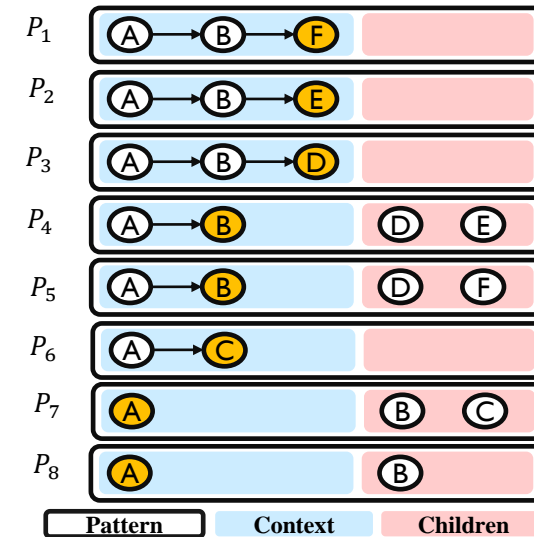 P₁ A B F
P₂ A B E
P₃ A B D
P₄ A B D E
P₅ A B D F
P₆ A C
P₇ A B C
P₈ A B
Pattern Context Children